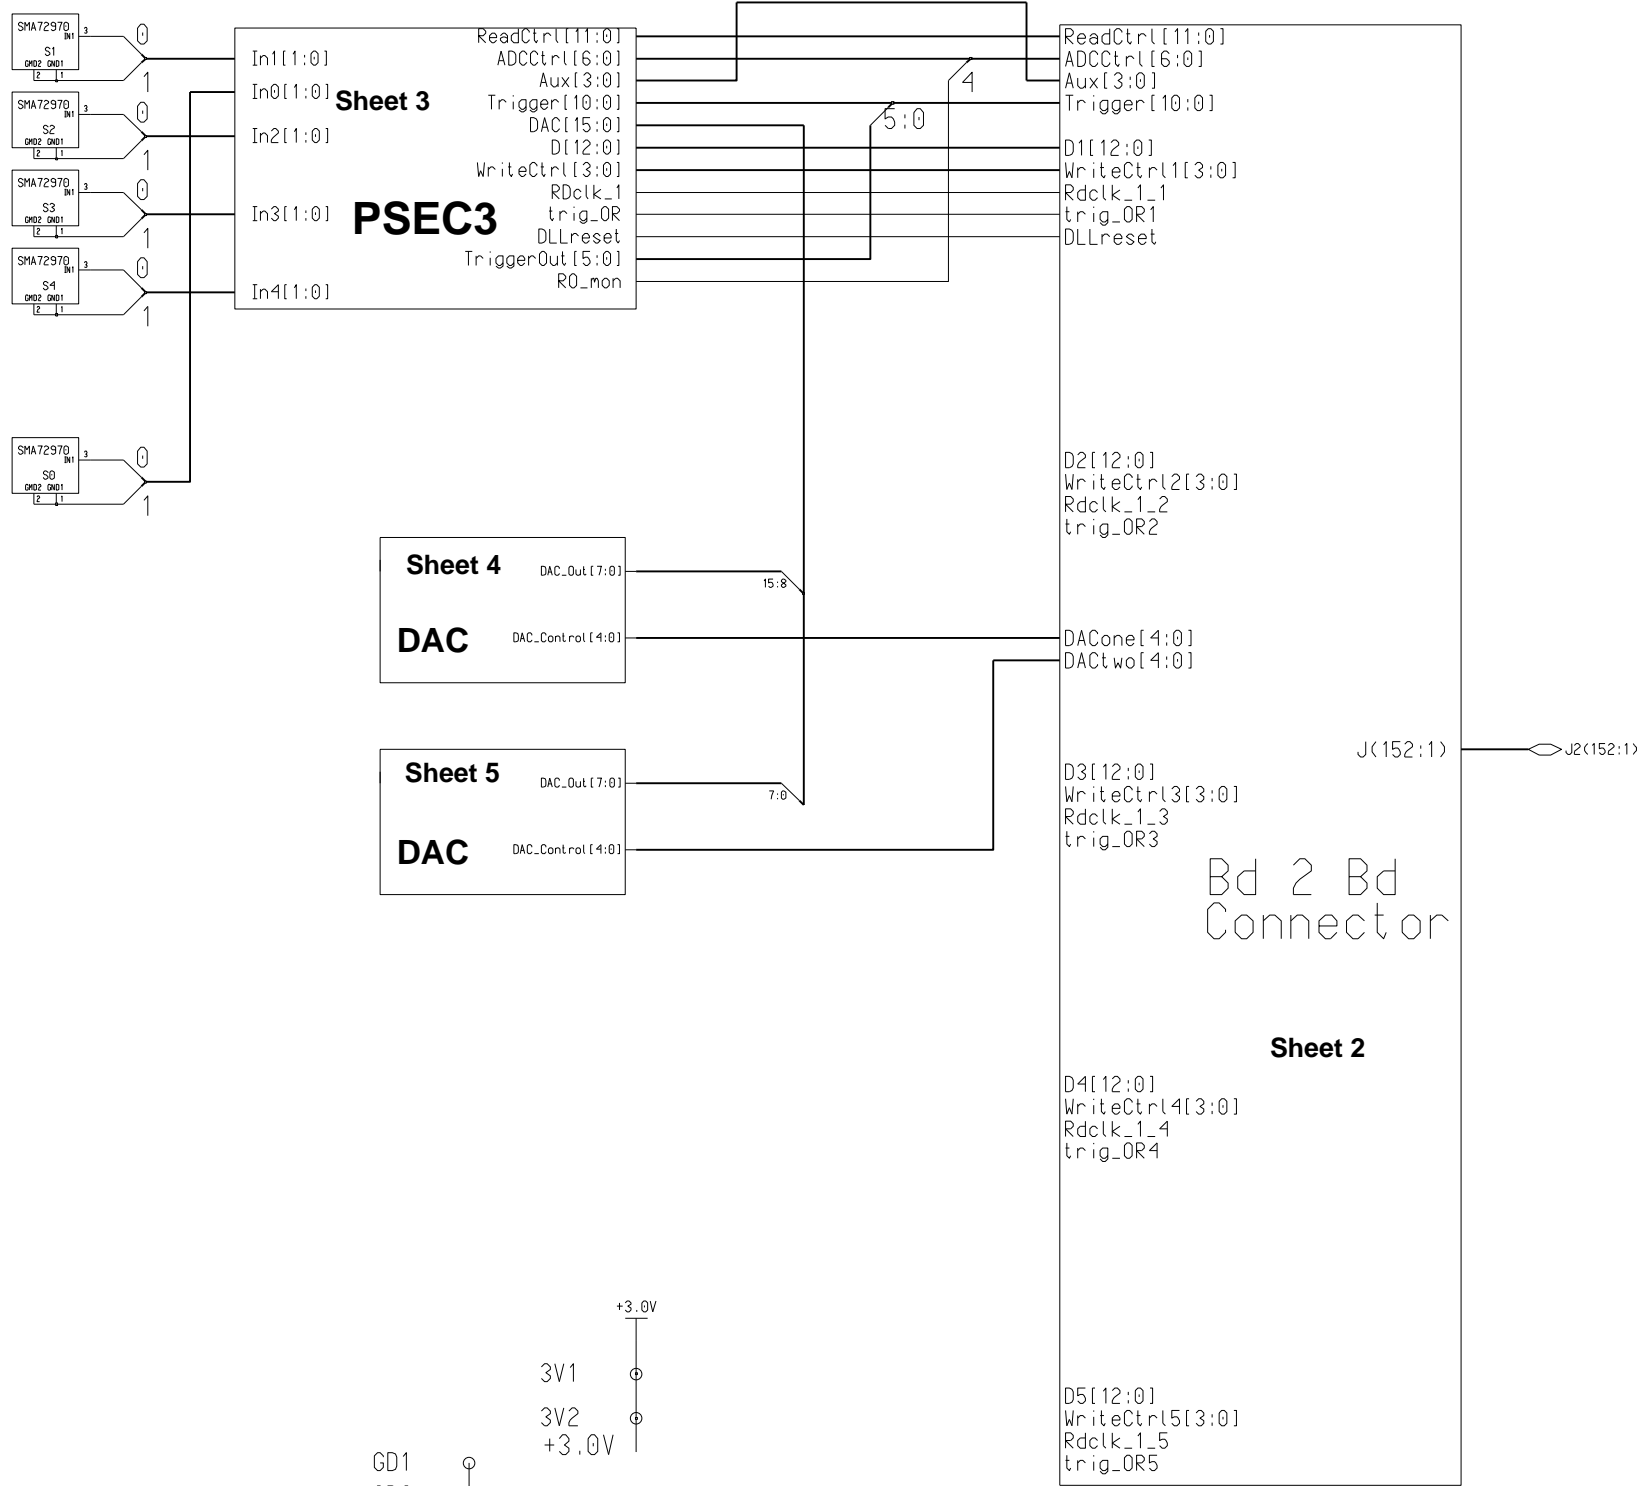 SMA72970 3 0
IN1
S1
GND2 GND1
2 1 1
SMA72970 3 0
IN1
S2
GND2 GND1
2 1 1
SMA72970 3 0
IN1
S3
GND2 GND1
2 1 1
SMA72970 3 0
IN1
S4
GND2 GND1
2 1 1
SMA72970 3 0
IN1
S0
GND2 GND1
2 1 1
In1[1:0]
In0[1:0]
In2[1:0]
In3[1:0]
In4[1:0]
Sheet 3
PSEC3
ReadCtrl[11:0]
ADCCtrl[6:0]
Aux[3:0]
Trigger[10:0]
DAC[15:0]
D[12:0]
WriteCtrl[3:0]
RDclk_1
trig_OR
DLLreset
TriggerOut[5:0]
RO_mon
4
5:0
ReadCtrl[11:0]
ADCCtrl[6:0]
Aux[3:0]
Trigger[10:0]
D1[12:0]
WriteCtrl1[3:0]
Rdclk_1_1
trig_OR1
DLLreset
D2[12:0]
WriteCtrl2[3:0]
Rdclk_1_2
trig_OR2
Sheet 4
DAC_Out[7:0]
15:8
DAC
DAC_Control[4:0]
DACone[4:0]
DACtwo[4:0]
Sheet 5
DAC_Out[7:0]
7:0
DAC
DAC_Control[4:0]
J(152:1)
J2(152:1)
D3[12:0]
WriteCtrl3[3:0]
Rdclk_1_3
trig_OR3
Bd 2 Bd
Connector
Sheet 2
D4[12:0]
WriteCtrl4[3:0]
Rdclk_1_4
trig_OR4
+3.0V
3V1
3V2
+3.0V
GD1
D5[12:0]
WriteCtrl5[3:0]
Rdclk_1_5
trig_OR5